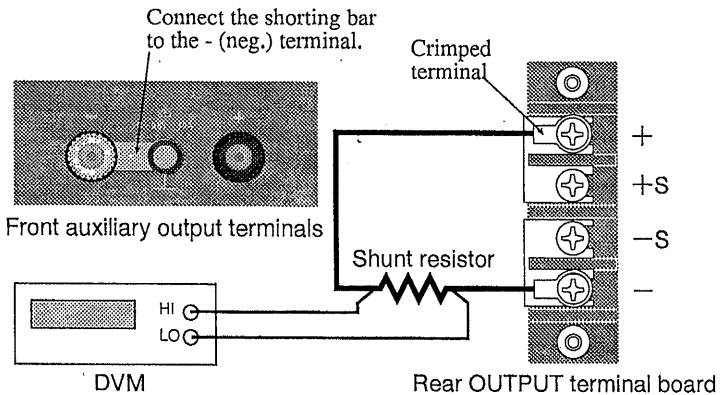 Connect the shorting bar
to the - (neg.) terminal.
Crimped
terminal
+
+S
−S
−
Front auxiliary output terminals
Shunt resistor
HI
LO
DVM
Rear OUTPUT terminal board